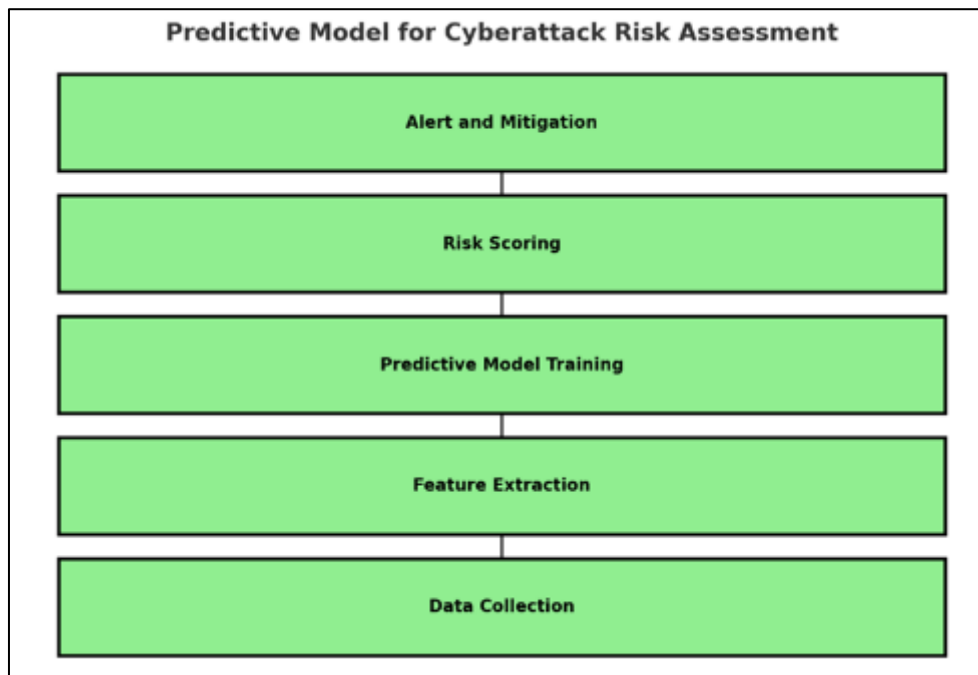 Predictive Model for Cyberattack Risk Assessment
Alert and Mitigation
Risk Scoring
Predictive Model Training
Feature Extraction
Data Collection